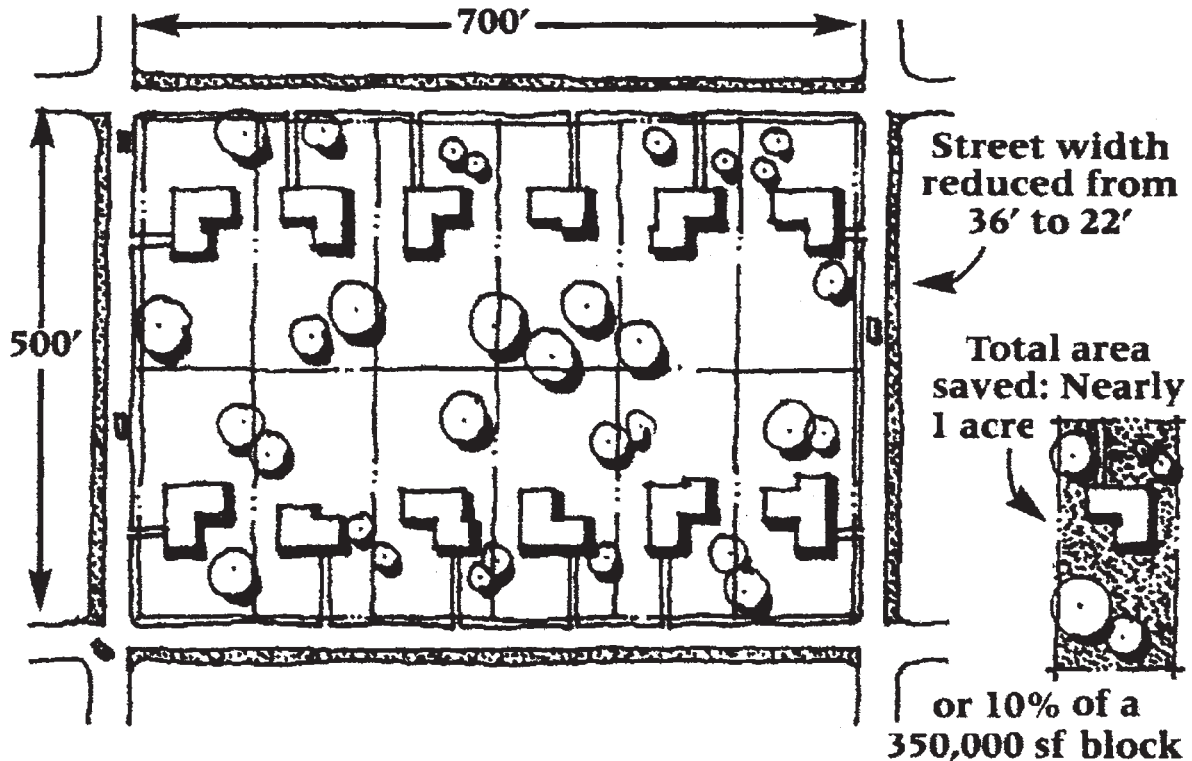 700′
500′
Street width
reduced from
36′ to 22′
Total area
saved: Nearly
1 acre
or 10% of a
350,000 sf block